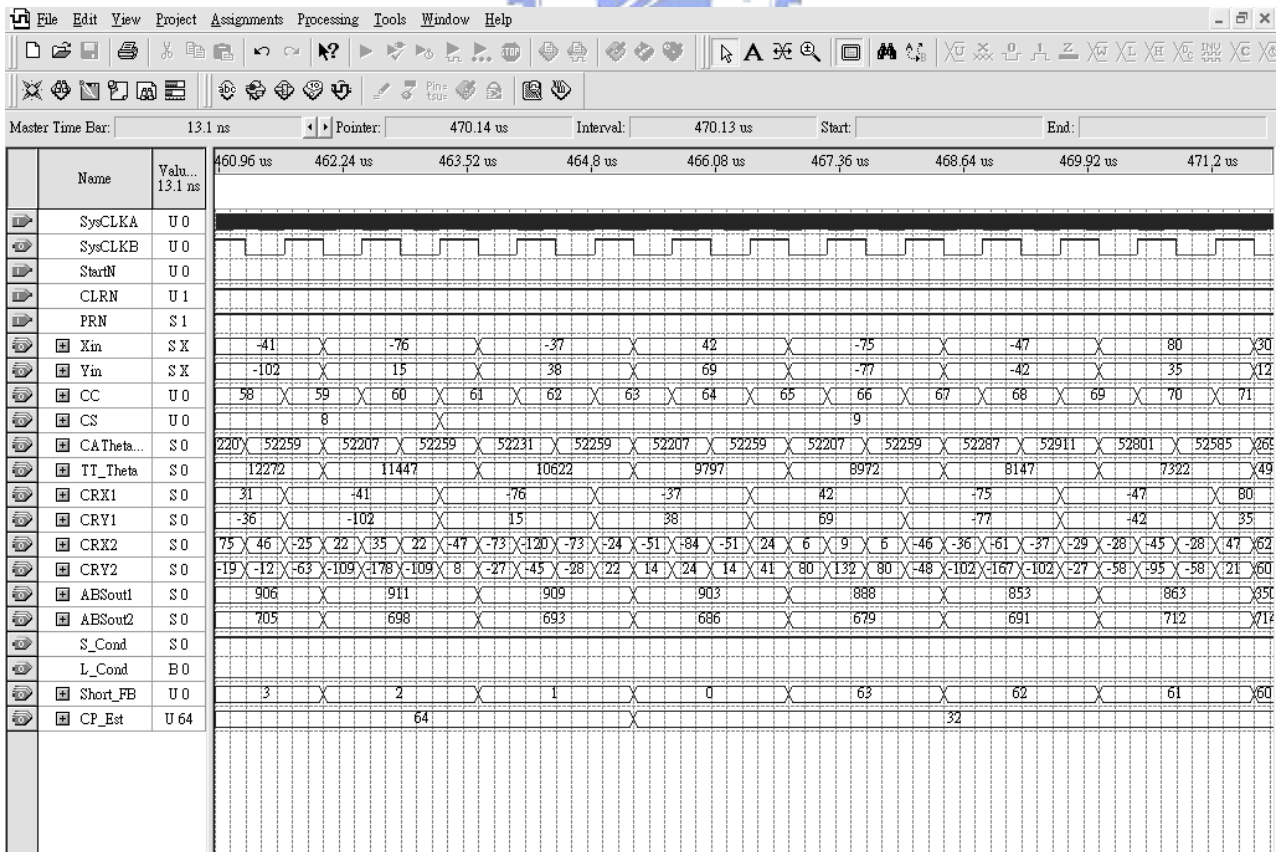 File Edit View Project Assignments Processing Tools Window Help
Master Time Bar: 13.1 ns Pointer: 470.14 us Interval: 470.13 us Start: End:
Name Valu... 13.1 ns 460.96 us 462.24 us 463.52 us 464.8 us 466.08 us 467.36 us 468.64 us 469.92 us 471.2 us
SysCLKA U 0
SysCLKB U 0
StartN U 0
CLRN U 1
PRN S 1
Xin S X -41 -76 -37 42 -75 -47 80 30
Yin S X -102 15 38 69 -77 -42 35 12
CC U 0 58 59 60 61 62 63 64 65 66 67 68 69 70 71
CS U 0 8 9
CATheta... S 0 220 52259 52207 52259 52231 52259 52207 52259 52207 52259 52287 52911 52801 52585 269
TT_Theta S 0 12272 11447 10622 9797 8972 8147 7322 49
CRX1 S 0 31 -41 -76 -37 42 -75 -47 80
CRY1 S 0 -36 -102 15 38 69 -77 -42 35
CRX2 S 0 75 46 -25 22 35 22 -47 -73 -120 -73 -24 -51 -84 -51 24 6 9 6 -46 -36 -61 -37 -29 -28 -45 -28 47 62
CRY2 S 0 -19 -12 -63 -109 -178 -109 8 -27 -45 -28 22 14 24 14 41 80 132 80 -48 -102 -167 -102 -27 -58 -95 -58 21 60
ABSout1 S 0 906 911 909 903 888 853 863 350
ABSout2 S 0 705 698 693 686 679 691 712 714
S_Cond S 0
L_Cond B 0
Short_FB U 0 3 2 1 0 63 62 61 60
CP_Est U 64 64 32